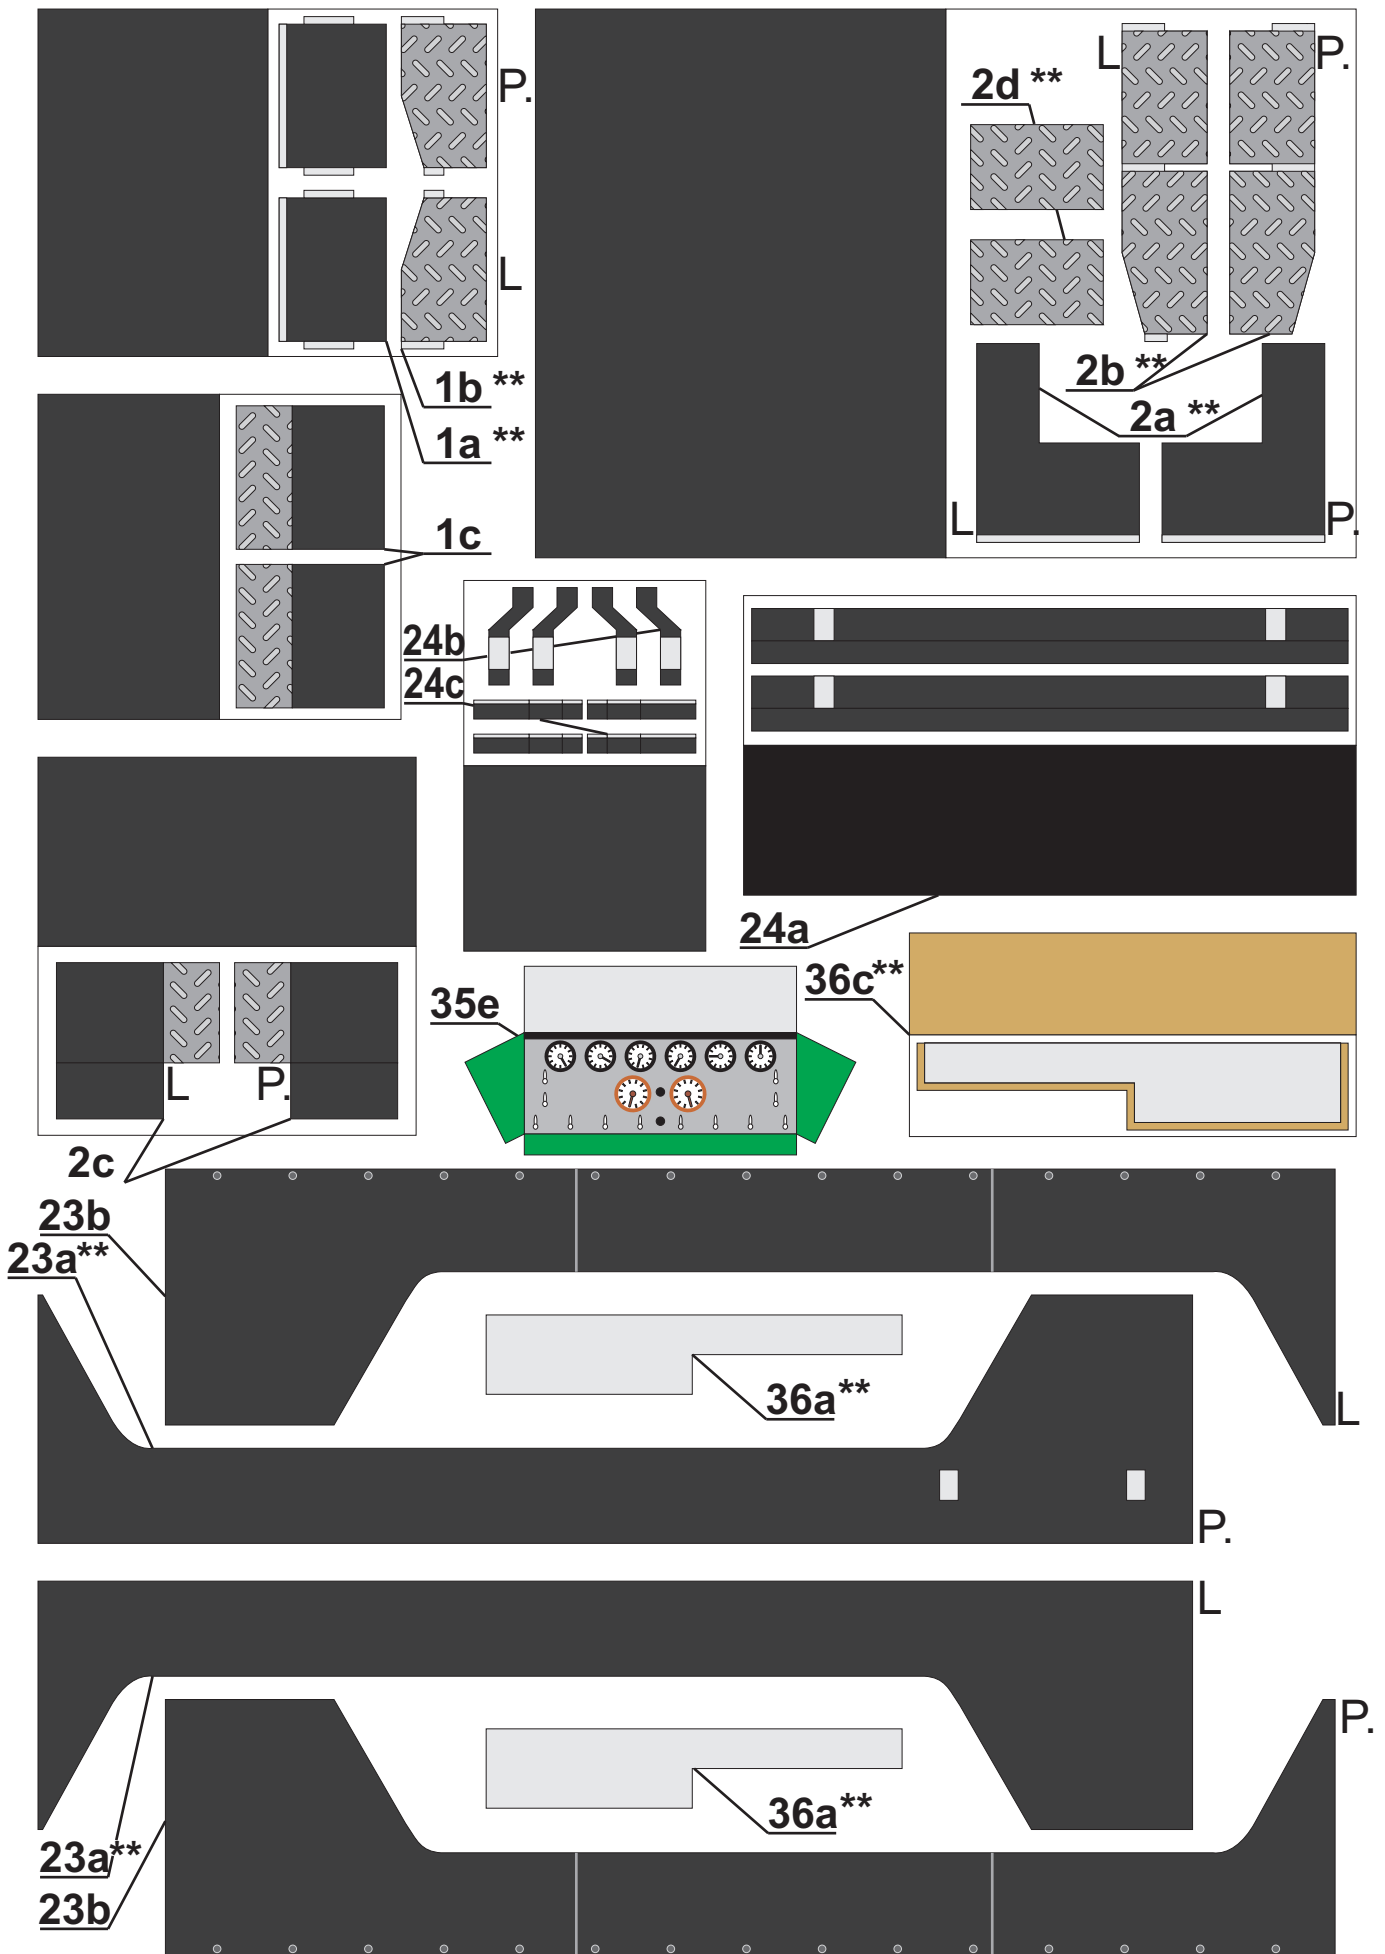 P.
L
1b **
1a **
L
P.
2d **
2b **
2a **
L
P.
1c
24b
24c
24a
L
P.
2c
35e
36c**
23b
23a**
36a**
L
P.
L
P.
36a**
23a**
23b